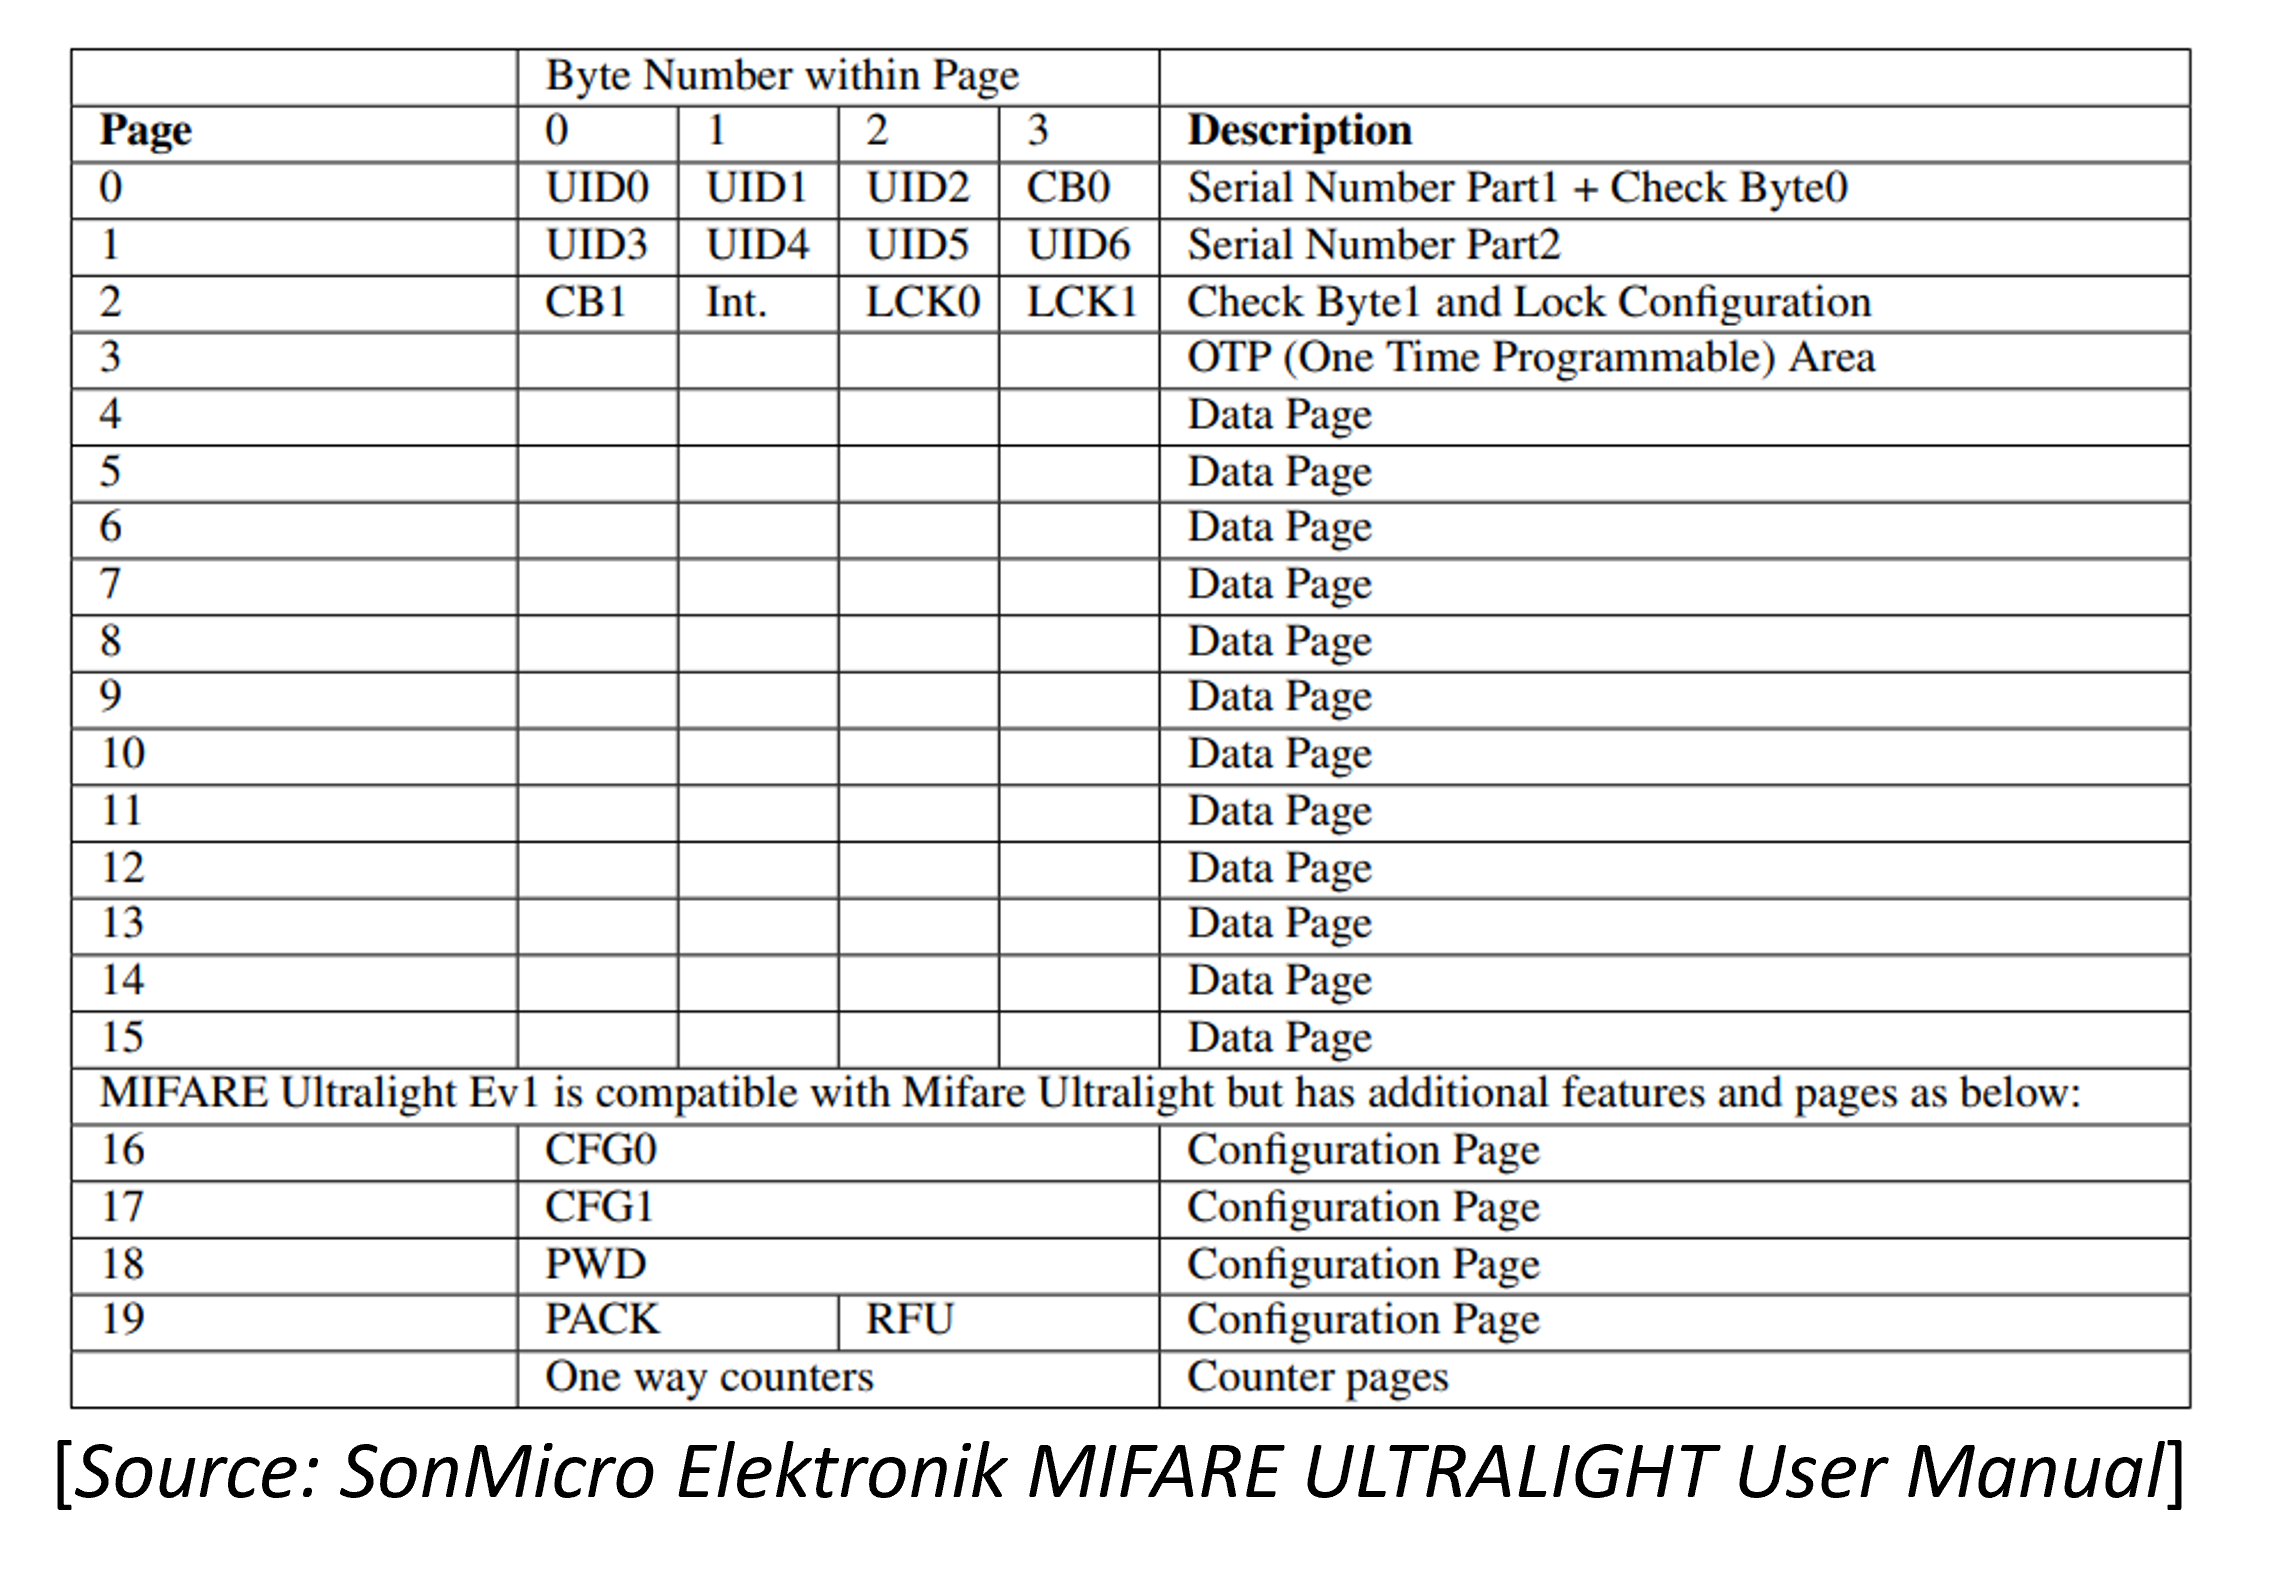 Byte Number within Page
Page 0 1 2 3 Description
0 UID0 UID1 UID2 CB0 Serial Number Part1 + Check Byte0
1 UID3 UID4 UID5 UID6 Serial Number Part2
2 CB1 Int. LCK0 LCK1 Check Byte1 and Lock Configuration
3 OTP (One Time Programmable) Area
4 Data Page
5 Data Page
6 Data Page
7 Data Page
8 Data Page
9 Data Page
10 Data Page
11 Data Page
12 Data Page
13 Data Page
14 Data Page
15 Data Page
MIFARE Ultralight Ev1 is compatible with Mifare Ultralight but has additional features and pages as below:
16 CFG0 Configuration Page
17 CFG1 Configuration Page
18 PWD Configuration Page
19 PACK RFU Configuration Page
One way counters Counter pages
[Source: SonMicro Elektronik MIFARE ULTRALIGHT User Manual]